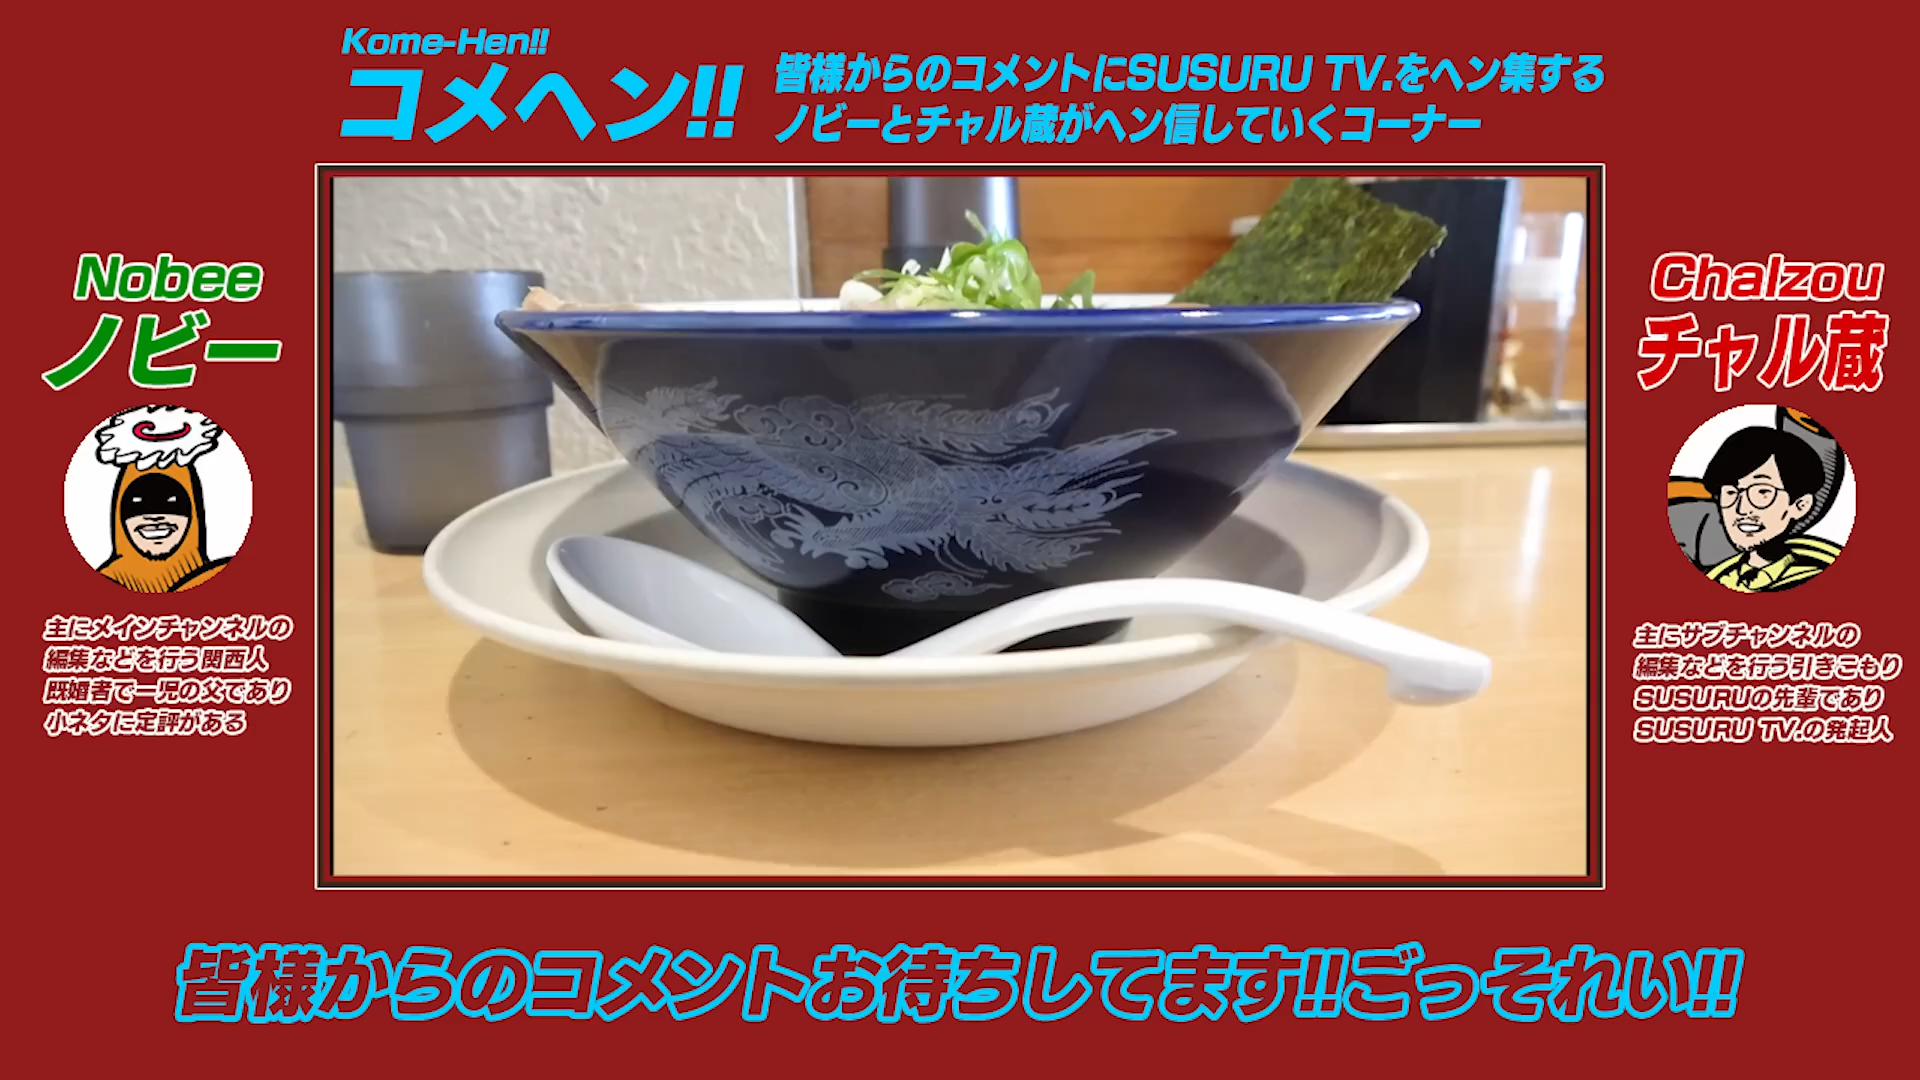 Kome-Hen!!
コメヘン!!
皆様からのコメントにSUSURU TV.をヘン集する
ノビーとチャル蔵がヘン信していくコーナー
Nobee
ノビー
主にメインチャンネルの
編集などを行う関西人
既婚者で一児の父であり
小ネタに定評がある
Chalzou
チャル蔵
主にサブチャンネルの
編集などを行う引きこもり
SUSURUの先輩であり
SUSURU TV.の発起人
皆様からのコメントお待ちしてます!!ごっそれい!!